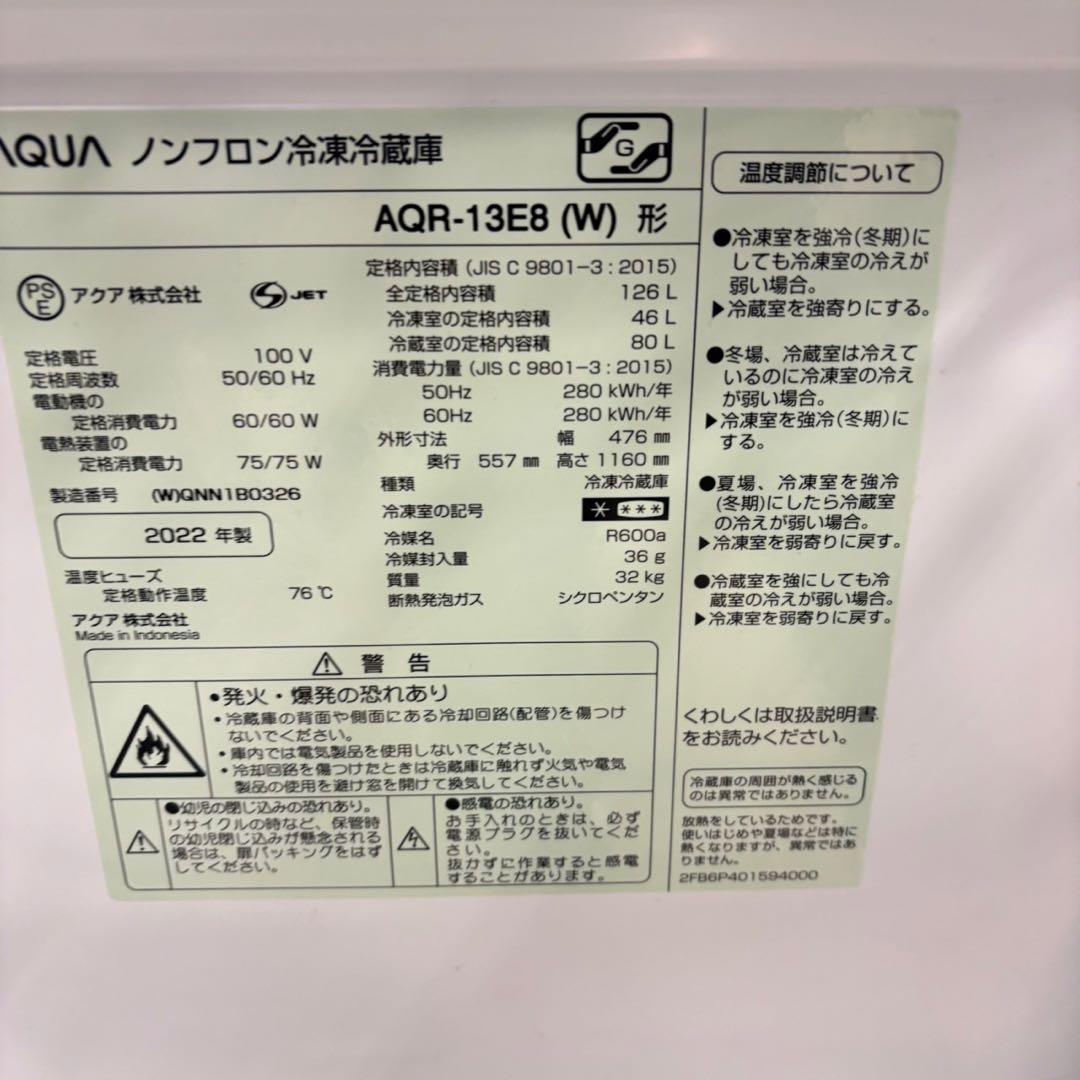 AQUA ノンフロン冷凍冷蔵庫
G
AQR-13E8 (W) 形
PS
E
アクア 株式会社
JET
定格電圧 100 V
定格周波数 50/60 Hz
電動機の
定格消費電力 60/60 W
電熱装置の
定格消費電力 75/75 W
製造番号 (W)QNN1B0326
2022 年製
温度ヒューズ
定格動作温度 76 ℃
アクア 株式会社
Made in Indonesia
定格内容積 (JIS C 9801-3 : 2015)
全定格内容積 126 L
冷凍室の定格内容積 46 L
冷蔵室の定格内容積 80 L
消費電力量 (JIS C 9801-3 : 2015)
50Hz 280 kWh/年
60Hz 280 kWh/年
外形寸法 幅 476 ㎜
奥行 557 ㎜ 高さ 1160 ㎜
種類 冷凍冷蔵庫
冷凍室の記号 * ***
冷媒名 R600a
冷媒封入量 36 g
質量 32 kg
断熱発泡ガス シクロペンタン
⚠ 警 告
•発火・爆発の恐れあり
•冷蔵庫の背面や側面にある冷却回路(配管)を傷つけ
ないでください。
•庫内では電気製品を使用しないでください。
•冷却回路を傷つけたときは冷蔵庫に触れず火気や電気
製品の使用を避け窓を開けて換気してください。
●幼児の閉じ込みの恐れあり。
リサイクルの時など、保管時
の幼児閉じ込みが懸念される
場合は、扉パッキングをはず
してください。
●感電の恐れあり。
お手入れのときは、必ず
電源プラグを抜いてくだ
さい。
抜かずに作業すると感電
することがあります。
温度調節について
●冷凍室を強冷(冬期)に
しても冷凍室の冷えが
弱い場合。
▶冷蔵室を強寄りにする。
●冬場、冷蔵室は冷えて
いるのに冷凍室の冷え
が弱い場合。
▶冷凍室を強冷(冬期)に
する。
●夏場、冷凍室を強冷
(冬期)にしたら冷蔵室
の冷えが弱い場合。
▶冷凍室を弱寄りに戻す。
●冷蔵室を強にしても冷
蔵室の冷えが弱い場合。
▶冷凍室を弱寄りに戻す。
くわしくは取扱説明書
をお読みください。
冷蔵庫の周囲が熱く感じる
のは異常ではありません。
放熱をしているためです。
使いはじめや夏場などは特に
熱くなりますが、異常ではあ
りません。
2FB6P401594000